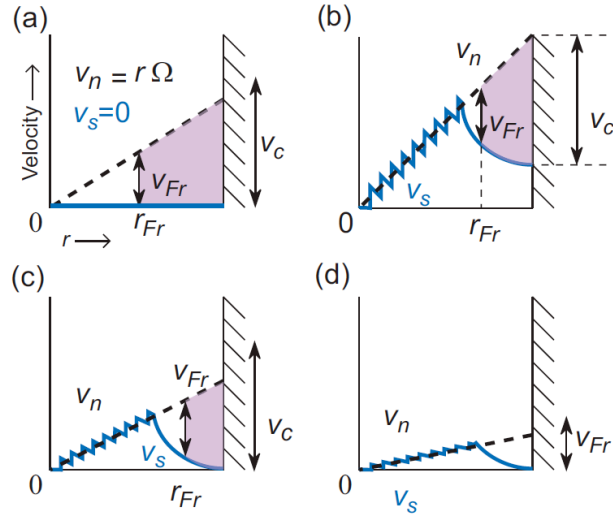 (a)
Velocity →
v_n = r Ω
v_s=0
v_Fr
v_c
0
r →
r_Fr
(b)
v_n
v_Fr
v_c
v_s
0
r_Fr
(c)
v_n
v_Fr
v_c
v_s
0
r_Fr
(d)
v_n
v_Fr
0
v_s